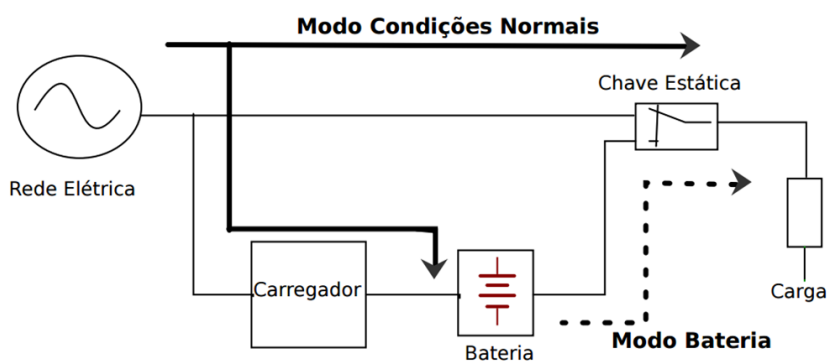 Modo Condições Normais
Chave Estática
Rede Elétrica
Carregador
Carga
Modo Bateria
Bateria